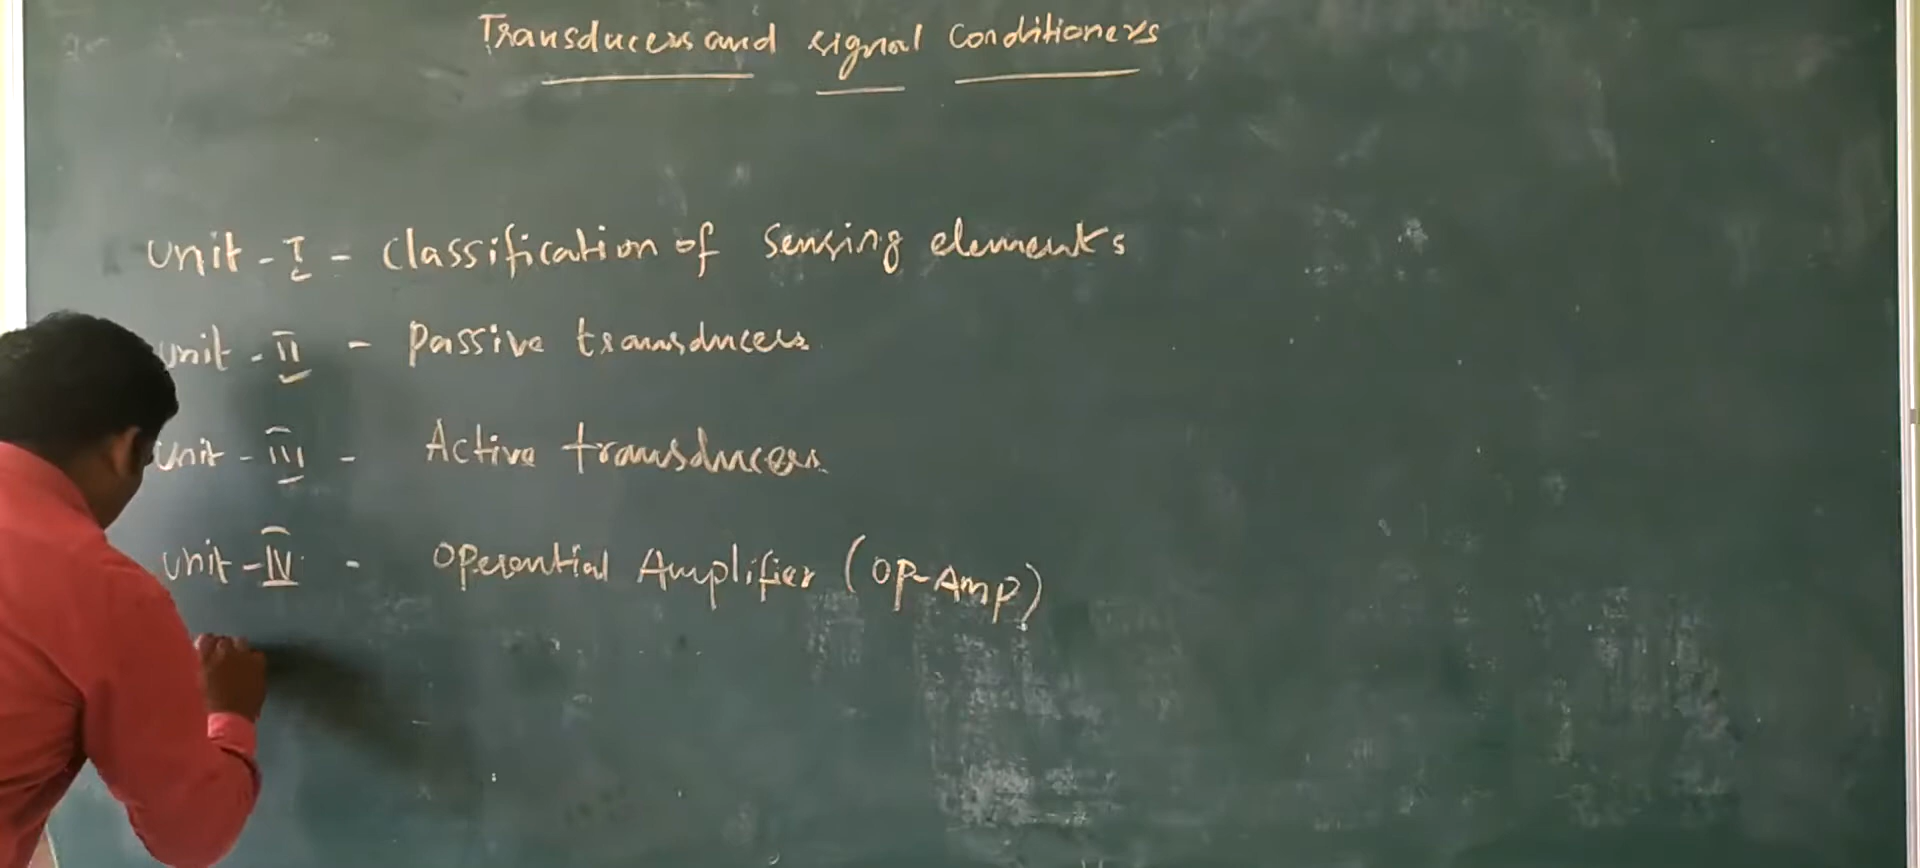 Transducers and signal Conditioners
unit - I - Classification of Sensing elements
unit - II - Passive transducers
unit - III - Active transducers
unit - IV - Operential Amplifier (OP-Amp)